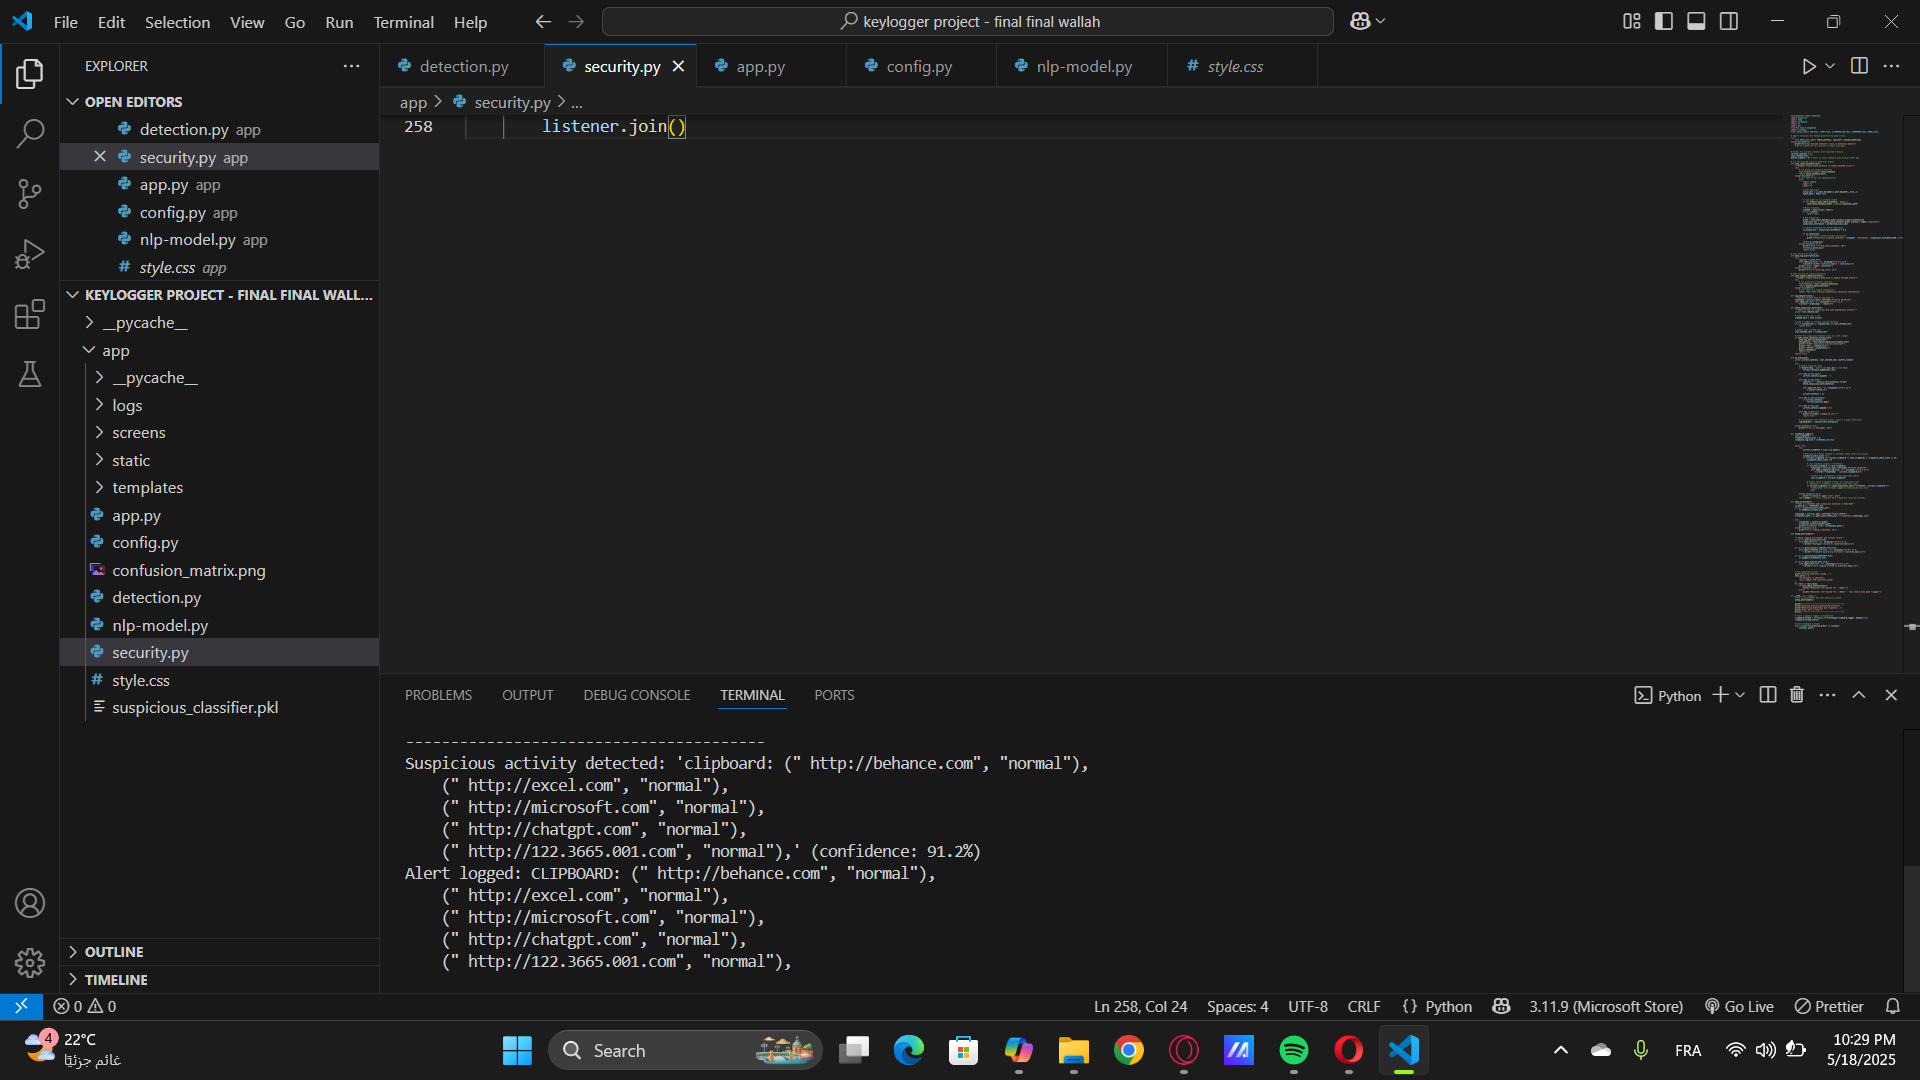 File Edit Selection View Go Run Terminal Help
keylogger project - final final wallah
EXPLORER
OPEN EDITORS
detection.py app
security.py app
app.py app
config.py app
nlp-model.py app
style.css app
KEYLOGGER PROJECT - FINAL FINAL WALL...
__pycache__
app
__pycache__
logs
screens
static
templates
app.py
config.py
confusion_matrix.png
detection.py
nlp-model.py
security.py
style.css
suspicious_classifier.pkl
OUTLINE
TIMELINE
detection.py security.py app.py config.py nlp-model.py style.css
app > security.py > ...
258 listener.join()
PROBLEMS OUTPUT DEBUG CONSOLE TERMINAL PORTS
Python
----------------------------------------
Suspicious activity detected: 'clipboard: (" http://behance.com", "normal"),
(" http://excel.com", "normal"),
(" http://microsoft.com", "normal"),
(" http://chatgpt.com", "normal"),
(" http://122.3665.001.com", "normal"),' (confidence: 91.2%)
Alert logged: CLIPBOARD: (" http://behance.com", "normal"),
(" http://excel.com", "normal"),
(" http://microsoft.com", "normal"),
(" http://chatgpt.com", "normal"),
(" http://122.3665.001.com", "normal"),
0 0
Ln 258, Col 24 Spaces: 4 UTF-8 CRLF {} Python 3.11.9 (Microsoft Store) Go Live Prettier
4 22°C
غائم جزئيًا
Search
FRA
10:29 PM
5/18/2025